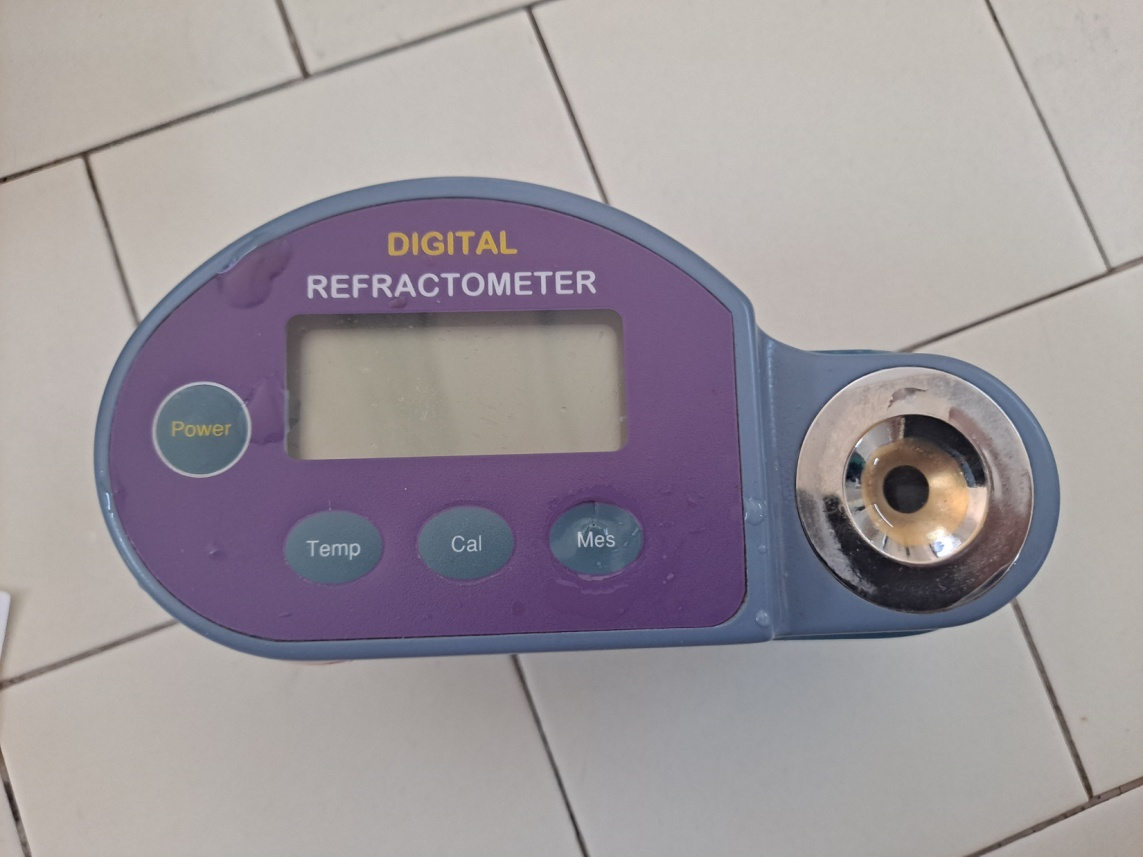 DIGITAL
REFRACTOMETER
Power
Temp
Cal
Mes